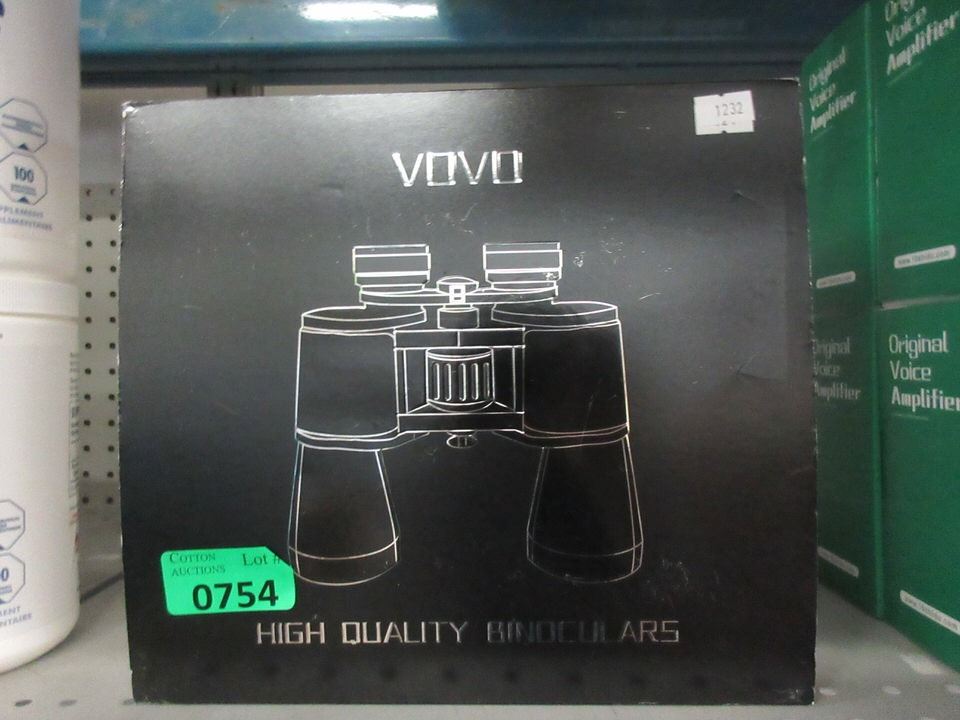 VOVO
1232
COTTON
AUCTIONS
Lot #
0754
HIGH QUALITY BINOCULARS
100
Original
Voice
Amplifier
Original
Voice
Amplifier
Original
Voice
Amplifier
Original
Voice
Amplifier